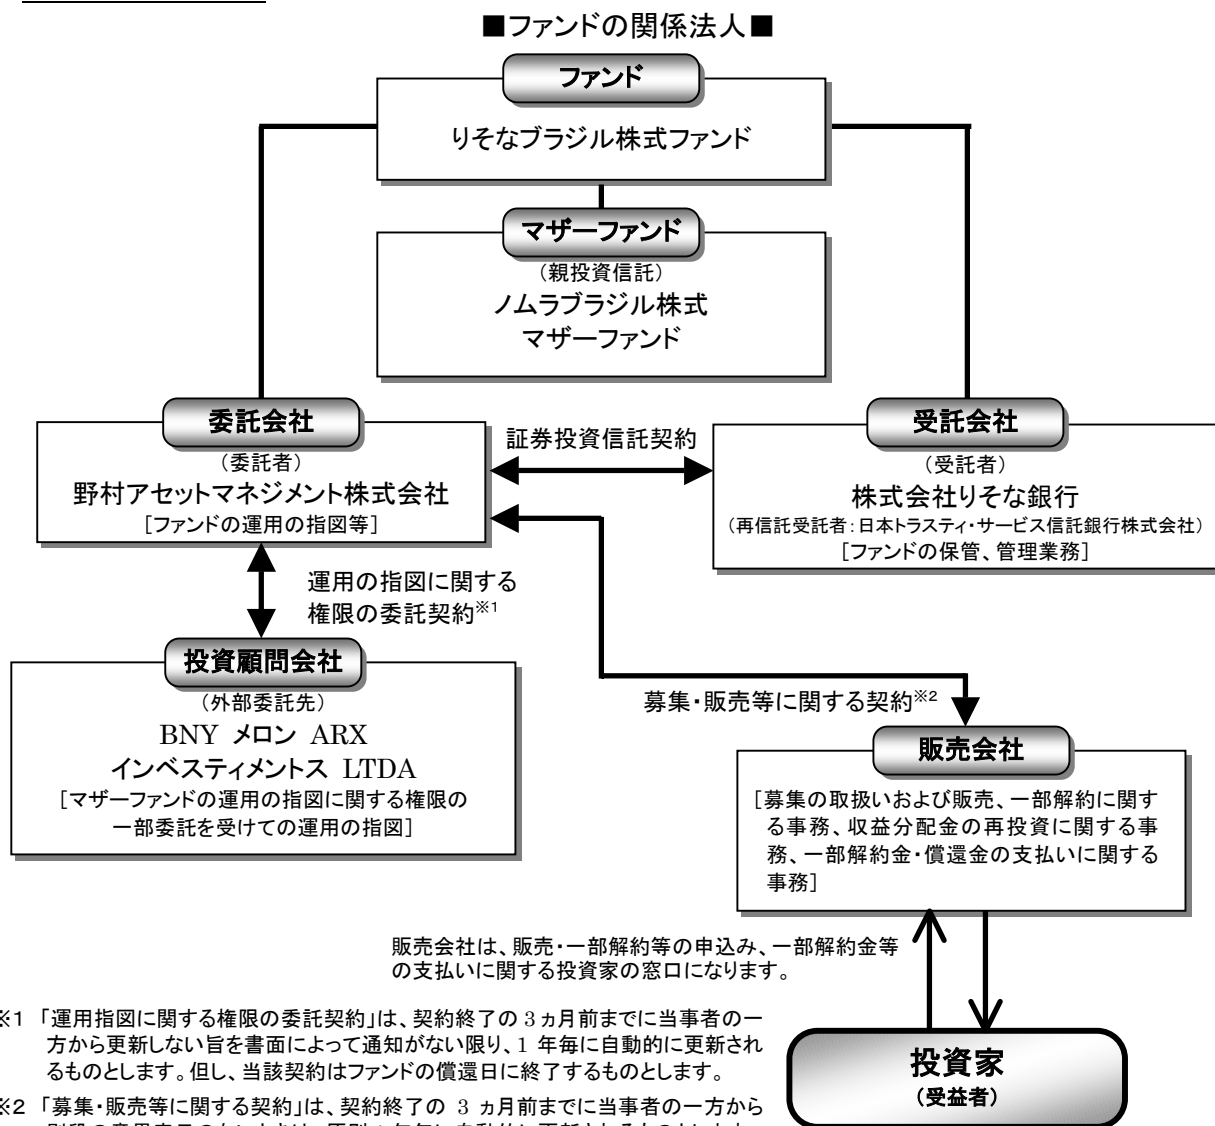 ■ファンドの関係法人■
ファンド
りそなブラジル株式ファンド
マザーファンド
(親投資信託)
ノムラブラジル株式
マザーファンド
委託会社
(委託者)
野村アセットマネジメント株式会社
[ファンドの運用の指図等]
証券投資信託契約
受託会社
(受託者)
株式会社りそな銀行
(再信託受託者:日本トラスティ・サービス信託銀行株式会社)
[ファンドの保管、管理業務]
運用の指図に関する
権限の委託契約※1
投資顧問会社
(外部委託先)
BNY メロン ARX
インベスティメントス LTDA
[マザーファンドの運用の指図に関する権限の
一部委託を受けての運用の指図]
募集・販売等に関する契約※2
販売会社
[募集の取扱いおよび販売、一部解約に関す
る事務、収益分配金の再投資に関する事
務、一部解約金・償還金の支払いに関する
事務]
販売会社は、販売・一部解約等の申込み、一部解約金等
の支払いに関する投資家の窓口になります。
※1 「運用指図に関する権限の委託契約」は、契約終了の 3 ヵ月前までに当事者の一
方から更新しない旨を書面によって通知がない限り、1 年毎に自動的に更新され
るものとします。但し、当該契約はファンドの償還日に終了するものとします。
※2 「募集・販売等に関する契約」は、契約終了の 3 ヵ月前までに当事者の一方から
投資家
(受益者)